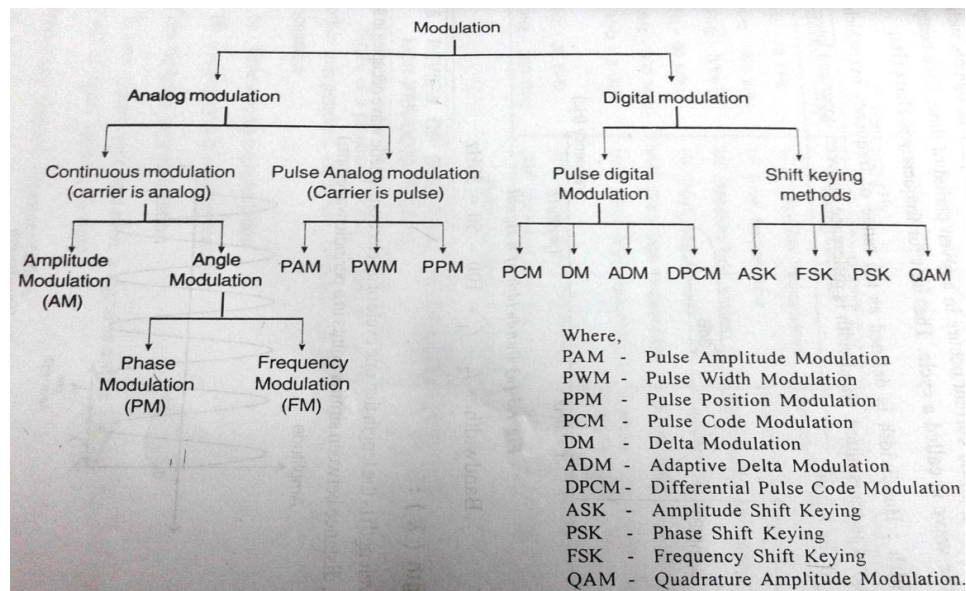 Modulation
Analog modulation
Digital modulation
Continuous modulation
(carrier is analog)
Pulse Analog modulation
(Carrier is pulse)
Pulse digital
Modulation
Shift keying
methods
Amplitude
Modulation
(AM)
Angle
Modulation
PAM PWM PPM
PCM DM ADM DPCM ASK FSK PSK QAM
Phase
Modulation
(PM)
Frequency
Modulation
(FM)
Where,
PAM - Pulse Amplitude Modulation
PWM - Pulse Width Modulation
PPM - Pulse Position Modulation
PCM - Pulse Code Modulation
DM - Delta Modulation
ADM - Adaptive Delta Modulation
DPCM - Differential Pulse Code Modulation
ASK - Amplitude Shift Keying
PSK - Phase Shift Keying
FSK - Frequency Shift Keying
QAM - Quadrature Amplitude Modulation.